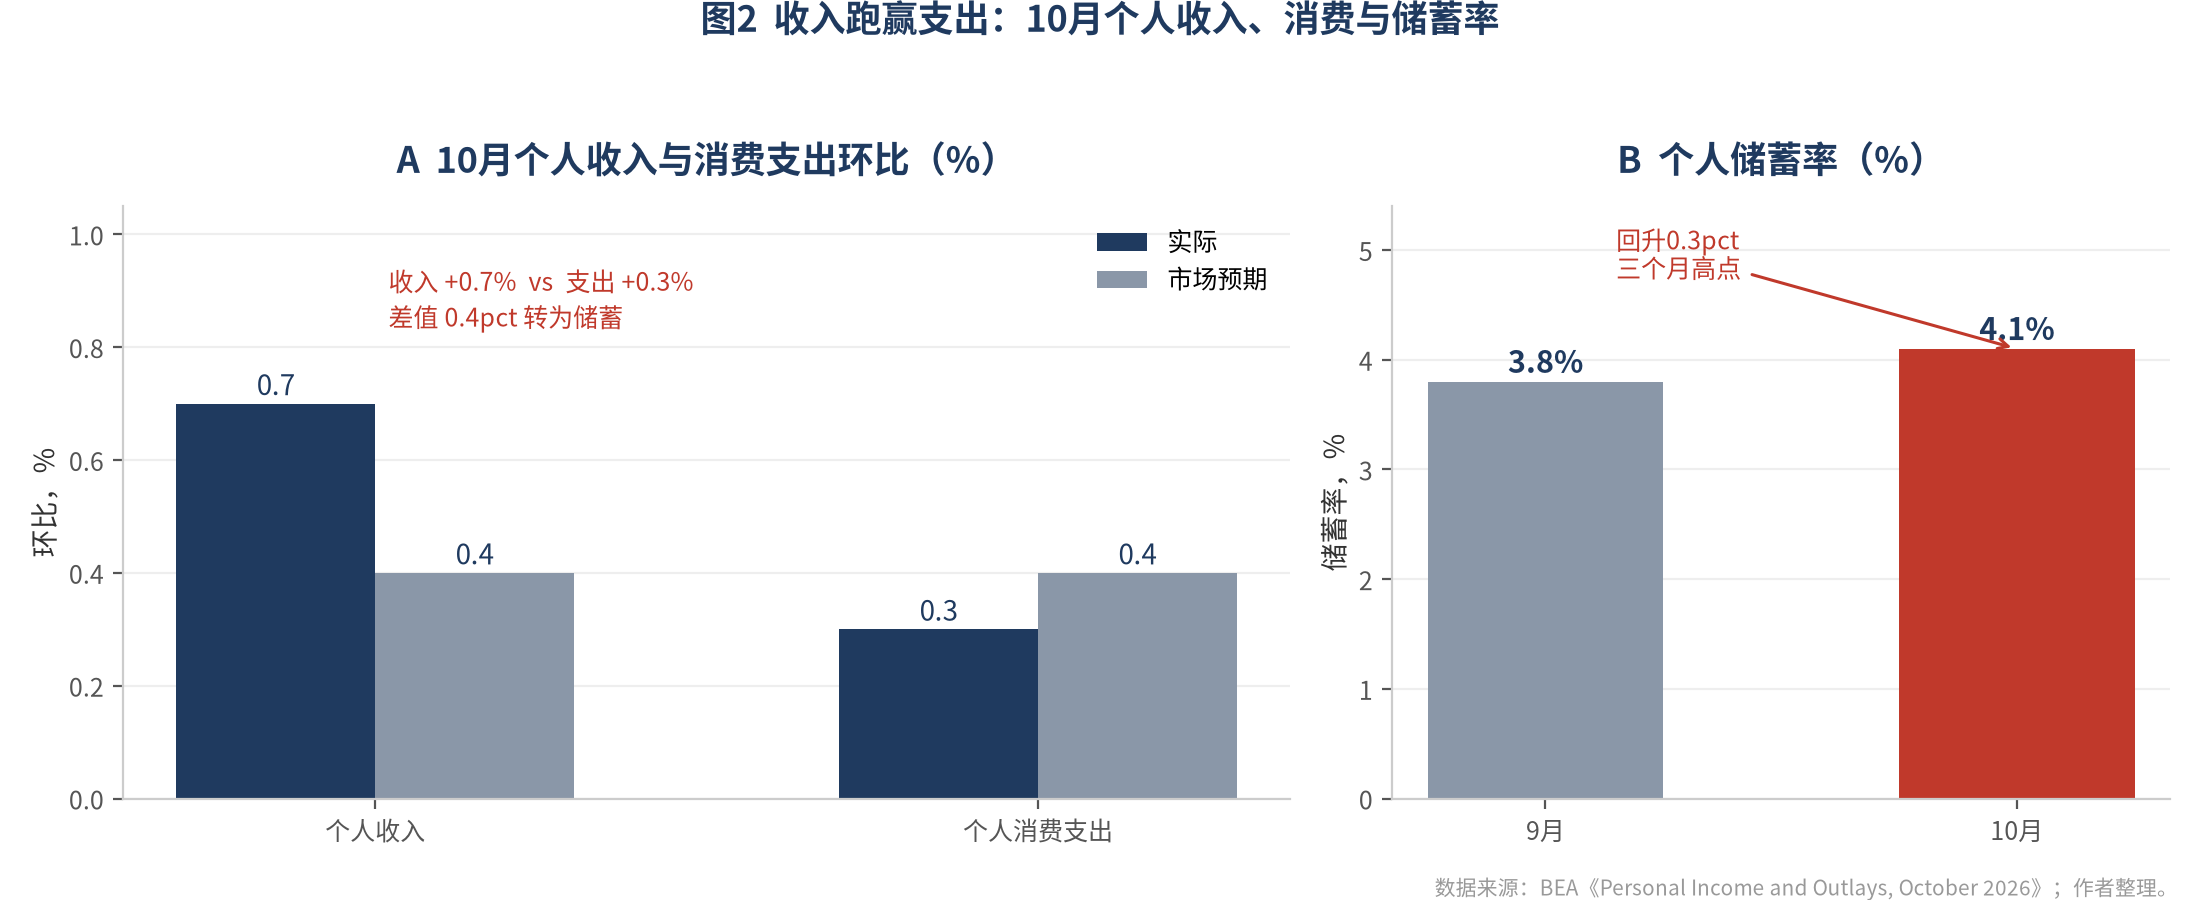 图2 收入跑赢支出：10月个人收入、消费与储蓄率
A 10月个人收入与消费支出环比（%）
环比，%
1.0
0.8
0.6
0.4
0.2
0.0
收入 +0.7% vs 支出 +0.3%
差值 0.4pct 转为储蓄
实际
市场预期
0.7
0.4
0.3
0.4
个人收入
个人消费支出
B 个人储蓄率（%）
储蓄率，%
5
4
3
2
1
0
回升0.3pct
三个月高点
3.8%
4.1%
9月
10月
数据来源：BEA《Personal Income and Outlays, October 2026》；作者整理。